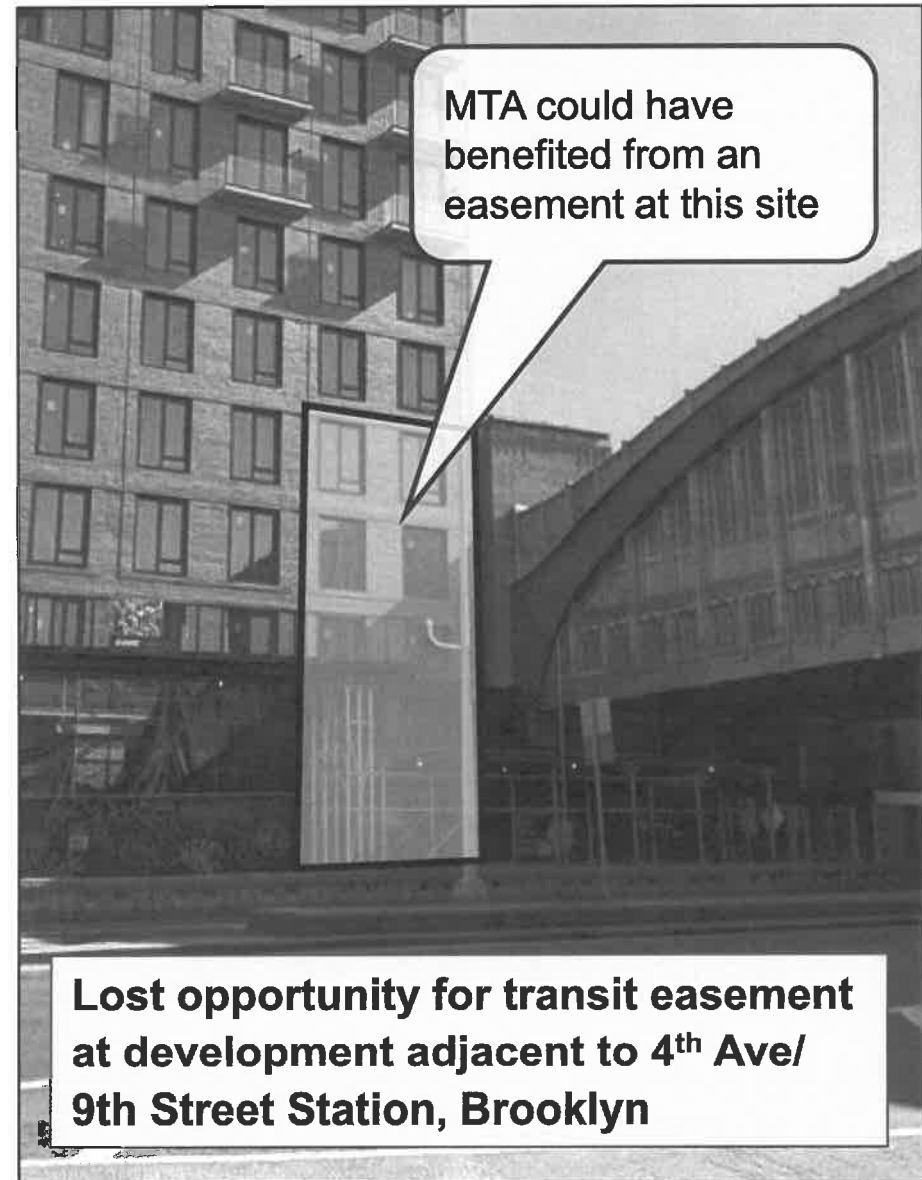 MTA could have
benefited from an
easement at this site
Lost opportunity for transit easement
at development adjacent to 4th Ave/
9th Street Station, Brooklyn